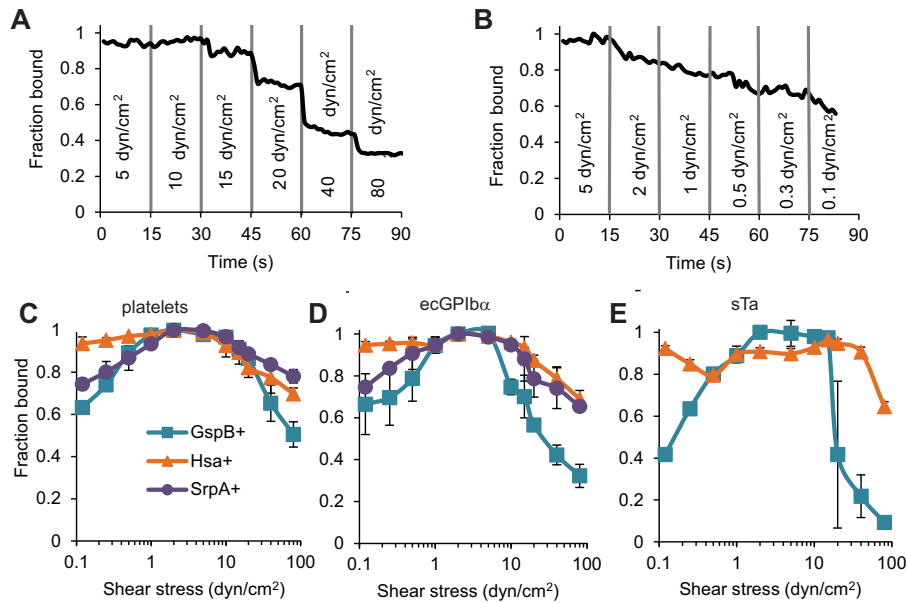 A
Fraction bound
1
0.8
0.6
0.4
0.2
0
5 dyn/cm²
10 dyn/cm²
15 dyn/cm²
20 dyn/cm²
40 dyn/cm²
80 dyn/cm²
0 15 30 45 60 75 90
Time (s)
B
Fraction bound
1
0.8
0.6
0.4
0.2
0
5 dyn/cm²
2 dyn/cm²
1 dyn/cm²
0.5 dyn/cm²
0.3 dyn/cm²
0.1 dyn/cm²
0 15 30 45 60 75 90
Time (s)
C
platelets
Fraction bound
1
0.8
0.6
0.4
0.2
0
GspB+
Hsa+
SrpA+
0.1 1 10 100
Shear stress (dyn/cm²)
D
ecGPIbα
1
0.8
0.6
0.4
0.2
0
0.1 1 10 100
Shear stress (dyn/cm²)
E
sTa
1
0.8
0.6
0.4
0.2
0
0.1 1 10 100
Shear stress (dyn/cm²)